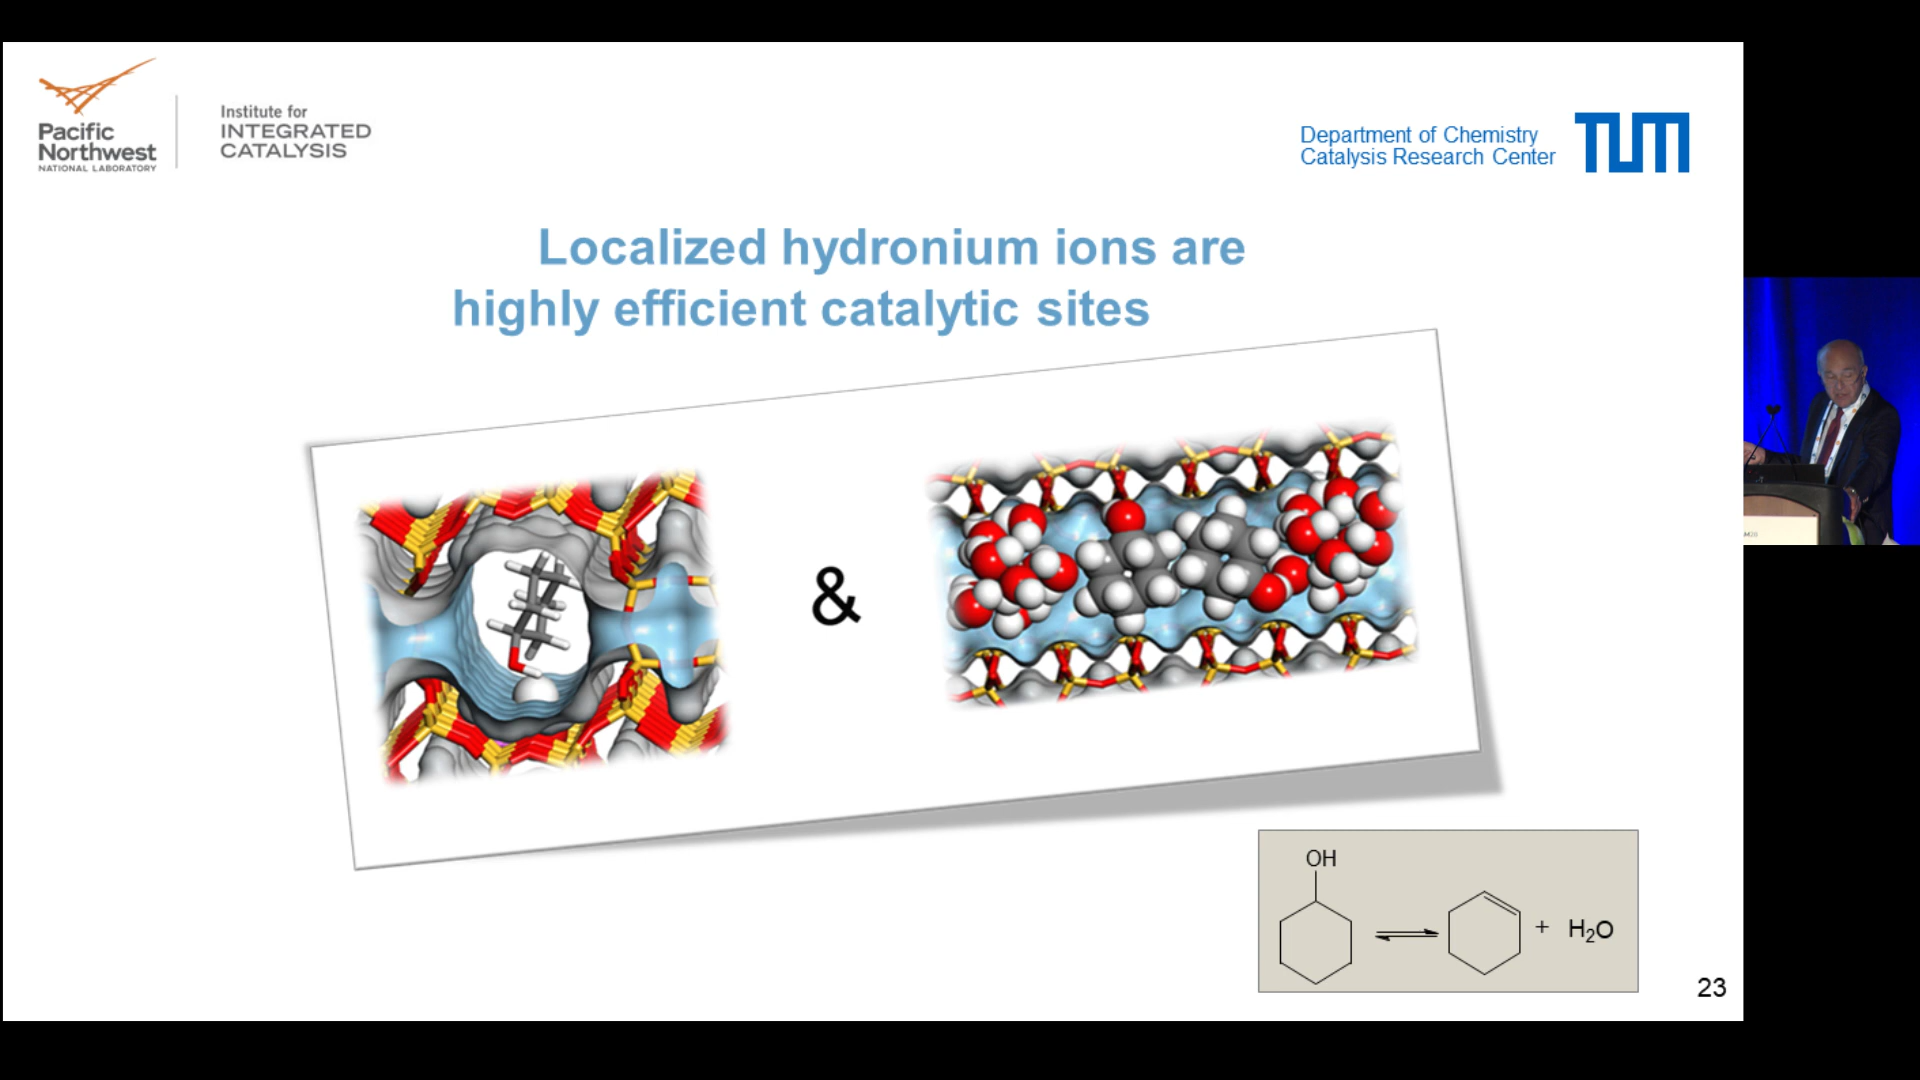 Pacific
Northwest
NATIONAL LABORATORY
Institute for
INTEGRATED
CATALYSIS
Department of Chemistry
Catalysis Research Center
TUM
Localized hydronium ions are
highly efficient catalytic sites
&
OH
+ H₂O
23